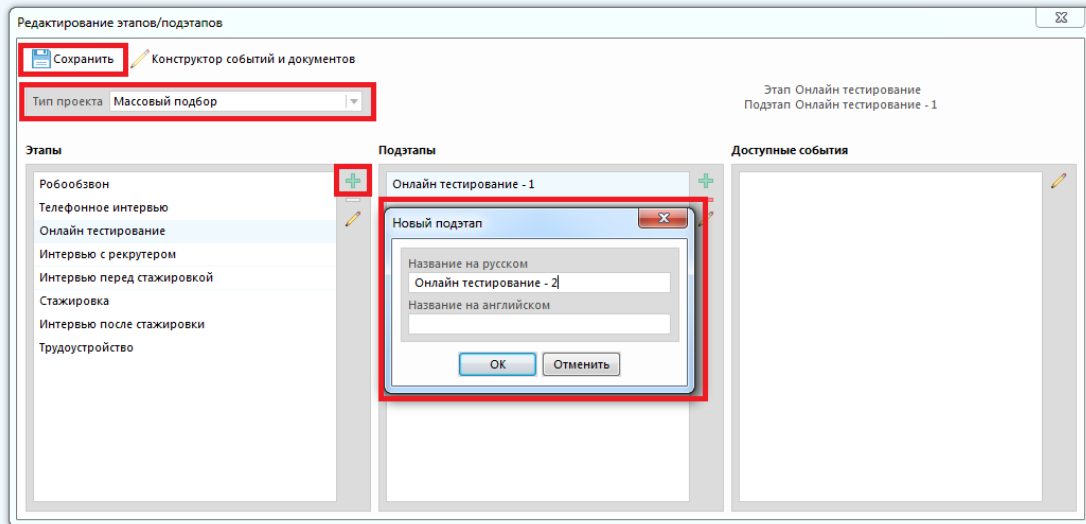 Редактирование этапов/подэтапов
Сохранить
Конструктор событий и документов
Тип проекта Массовый подбор
Этап Онлайн тестирование
Подэтап Онлайн тестирование - 1
Этапы
Подэтапы
Доступные события
Робообзвон
Телефонное интервью
Онлайн тестирование
Интервью с рекрутером
Интервью перед стажировкой
Стажировка
Интервью после стажировки
Трудоустройство
Онлайн тестирование - 1
Новый подэтап
Название на русском
Онлайн тестирование - 2
Название на английском
OK
Отменить